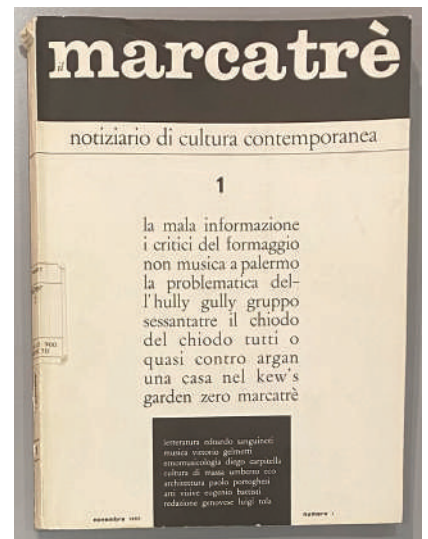 il marcatrè
notiziario di cultura contemporanea
1
la mala informazione
i critici del formaggio
non musica a palermo
la problematica del-
l'hully gully gruppo
sessantatre il chiodo
del chiodo tutti o
quasi contro argan
una casa nel kew's
garden zero marcatrè
letteratura edoardo sanguineti
musica vittorio gelmetti
etnomusicologia diego carpitella
cultura di massa umberto eco
architettura paolo portoghesi
arti visive eugenio battisti
redazione genovese luigi tola
novembre 1963
numero 1